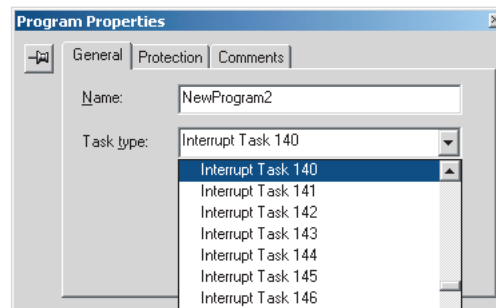 Program Properties
General Protection Comments
Name: NewProgram2
Task type: Interrupt Task 140
Interrupt Task 140
Interrupt Task 141
Interrupt Task 142
Interrupt Task 143
Interrupt Task 144
Interrupt Task 145
Interrupt Task 146